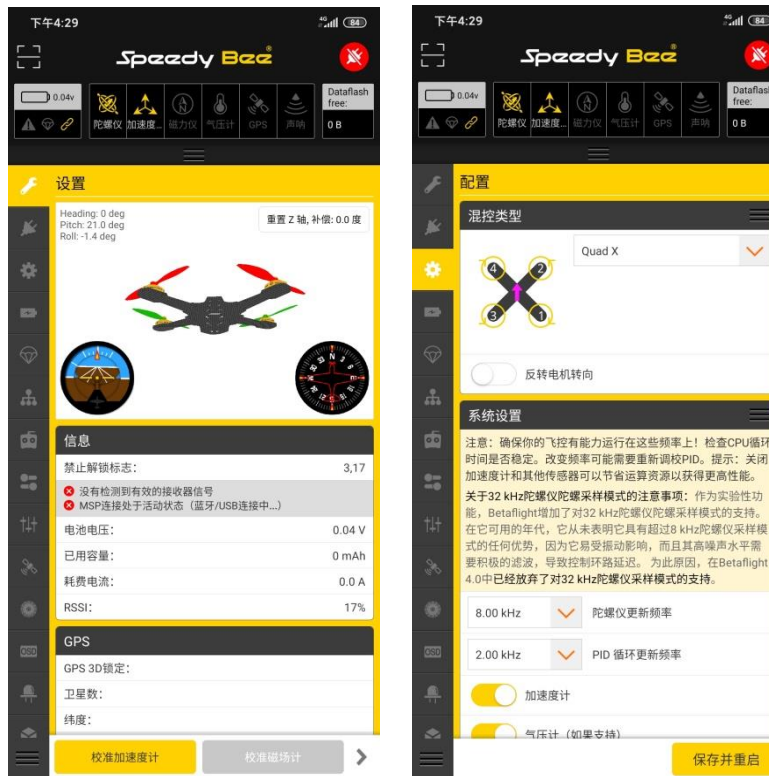 下午4:29
4G
84
Speedy Bee
0.04v
陀螺仪
加速度...
磁力仪
气压计
GPS
声呐
Dataflash
free:
0 B
设置
Heading: 0 deg
Pitch: 21.0 deg
Roll: -1.4 deg
重置 Z 轴, 补偿: 0.0 度
信息
禁止解锁标志：
3,17
没有检测到有效的接收器信号
MSP连接处于活动状态（蓝牙/USB连接中...）
电池电压：
0.04 V
已用容量：
0 mAh
耗费电流：
0.0 A
RSSI：
17%
GPS
GPS 3D锁定：
卫星数：
纬度：
校准加速度计
校准磁场计
下午4:29
4G
84
Speedy Bee
0.04v
陀螺仪
加速度...
磁力仪
气压计
GPS
声呐
Dataflash
free:
0 B
配置
混控类型
Quad X
4
2
3
1
反转电机转向
系统设置
注意：确保你的飞控有能力运行在这些频率上！检查CPU循环
时间是否稳定。改变频率可能需要重新调校PID。提示：关闭
加速度计和其他传感器可以节省运算资源以获得更高性能。
关于32 kHz陀螺仪陀螺采样模式的注意事项：作为实验性功
能，Betaflight增加了对32 kHz陀螺仪陀螺采样模式的支持。
在它可用的年代，它从未表明它具有超过8 kHz陀螺仪采样模
式的任何优势，因为它易受振动影响，而且其高噪声水平需
要积极的滤波，导致控制环路延迟。 为此原因，在Betaflight
4.0中已经放弃了对32 kHz陀螺仪采样模式的支持。
8.00 kHz
陀螺仪更新频率
2.00 kHz
PID 循环更新频率
加速度计
气压计（如果支持）
保存并重启